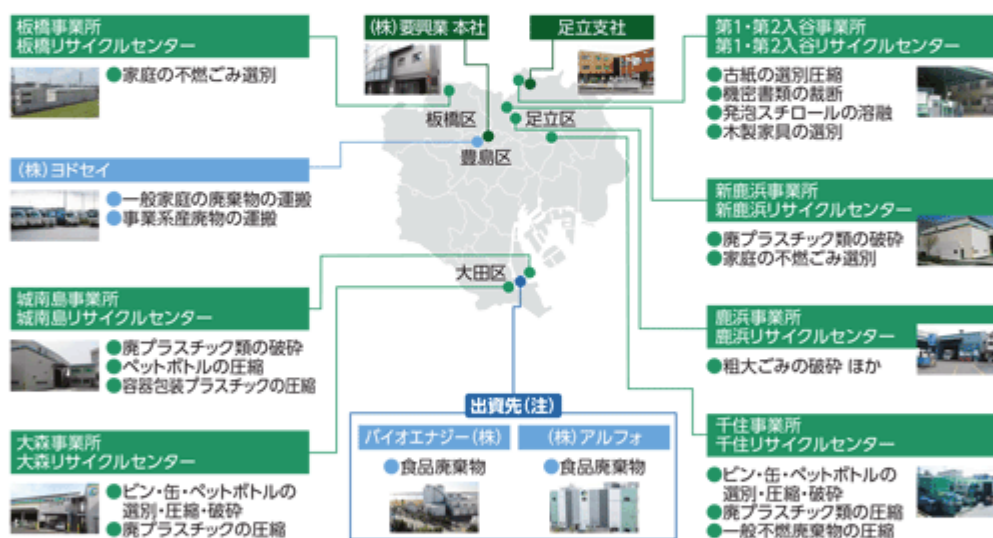 板橋事業所
板橋リサイクルセンター
●家庭の不燃ごみ選別
(株)要興業 本社
足立支社
第1・第2入谷事業所
第1・第2入谷リサイクルセンター
●古紙の選別圧縮
●機密書類の裁断
●発泡スチロールの溶融
●木製家具の選別
板橋区
足立区
豊島区
大田区
(株)ヨドセイ
●一般家庭の廃棄物の運搬
●事業系産廃物の運搬
新鹿浜事業所
新鹿浜リサイクルセンター
●廃プラスチック類の破砕
●家庭の不燃ごみ選別
城南島事業所
城南島リサイクルセンター
●廃プラスチック類の破砕
●ペットボトルの圧縮
●容器包装プラスチックの圧縮
鹿浜事業所
鹿浜リサイクルセンター
●粗大ごみの破砕 ほか
大森事業所
大森リサイクルセンター
●ビン・缶・ペットボトルの
選別・圧縮・破砕
●廃プラスチックの圧縮
出資先(注)
バイオエナジー(株)
●食品廃棄物
(株)アルフォ
●食品廃棄物
千住事業所
千住リサイクルセンター
●ビン・缶・ペットボトルの
選別・圧縮・破砕
●廃プラスチック類の圧縮
●一般不燃廃棄物の圧縮